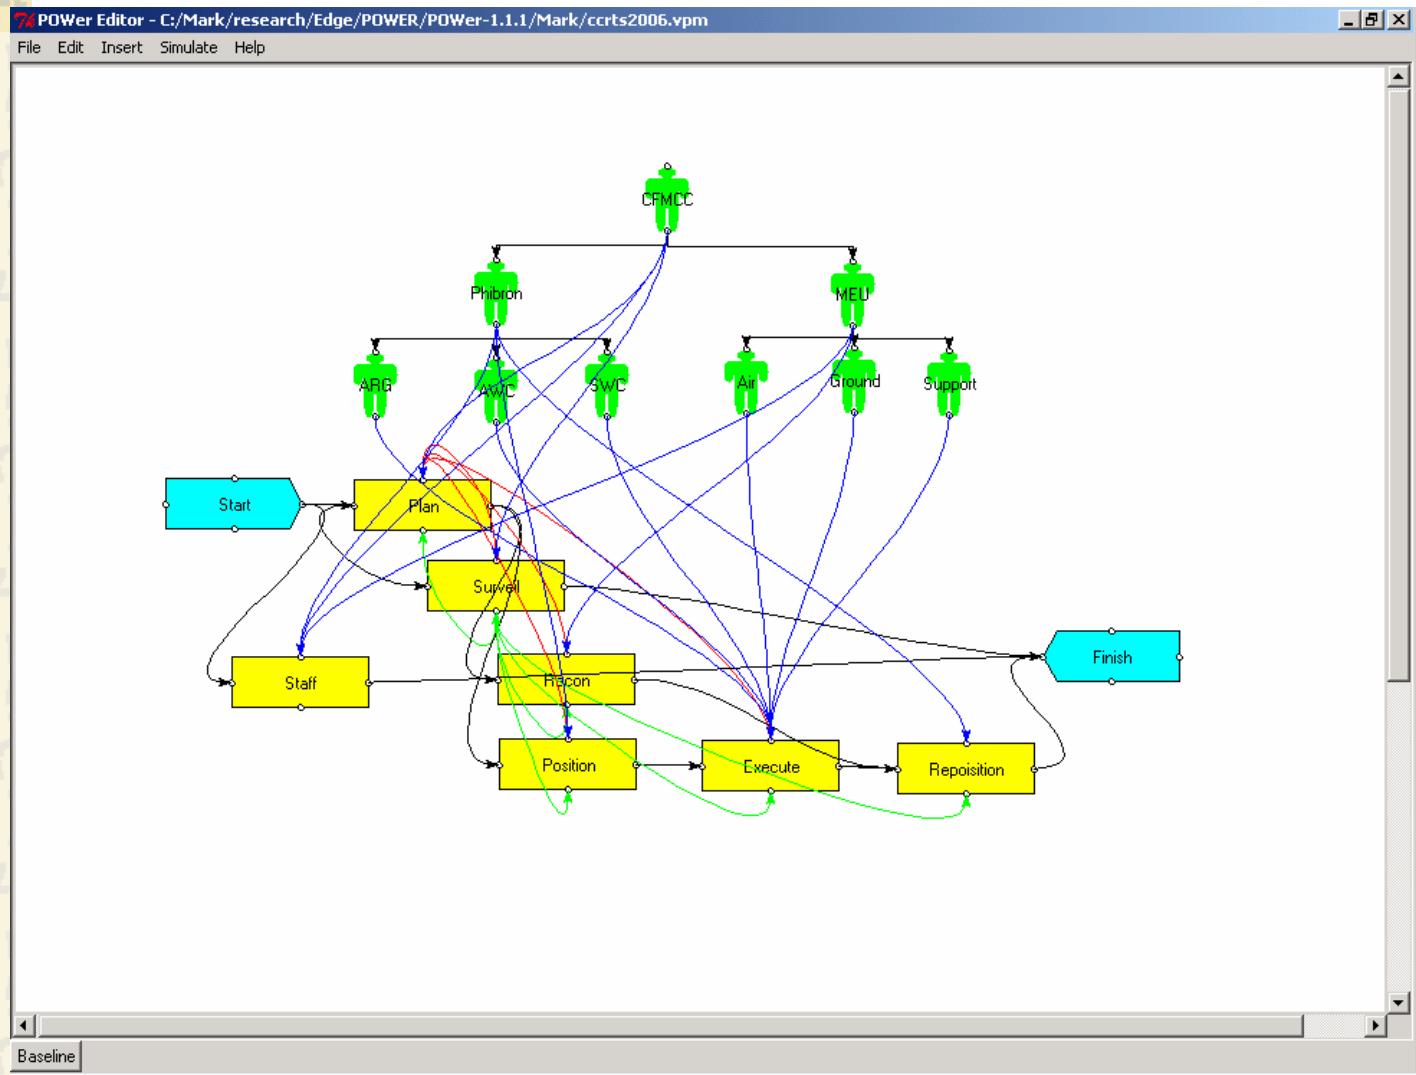 POWer Editor - C:/Mark/research/Edge/POWER/POWer-1.1.1/Mark/ccrts2006.vpm
File Edit Insert Simulate Help
CFMCC
Phibron MEU
ARG AWC SWC Air Ground Support
Start Plan
Surveil
Staff Recon Finish
Position Execute Repoisition
Baseline